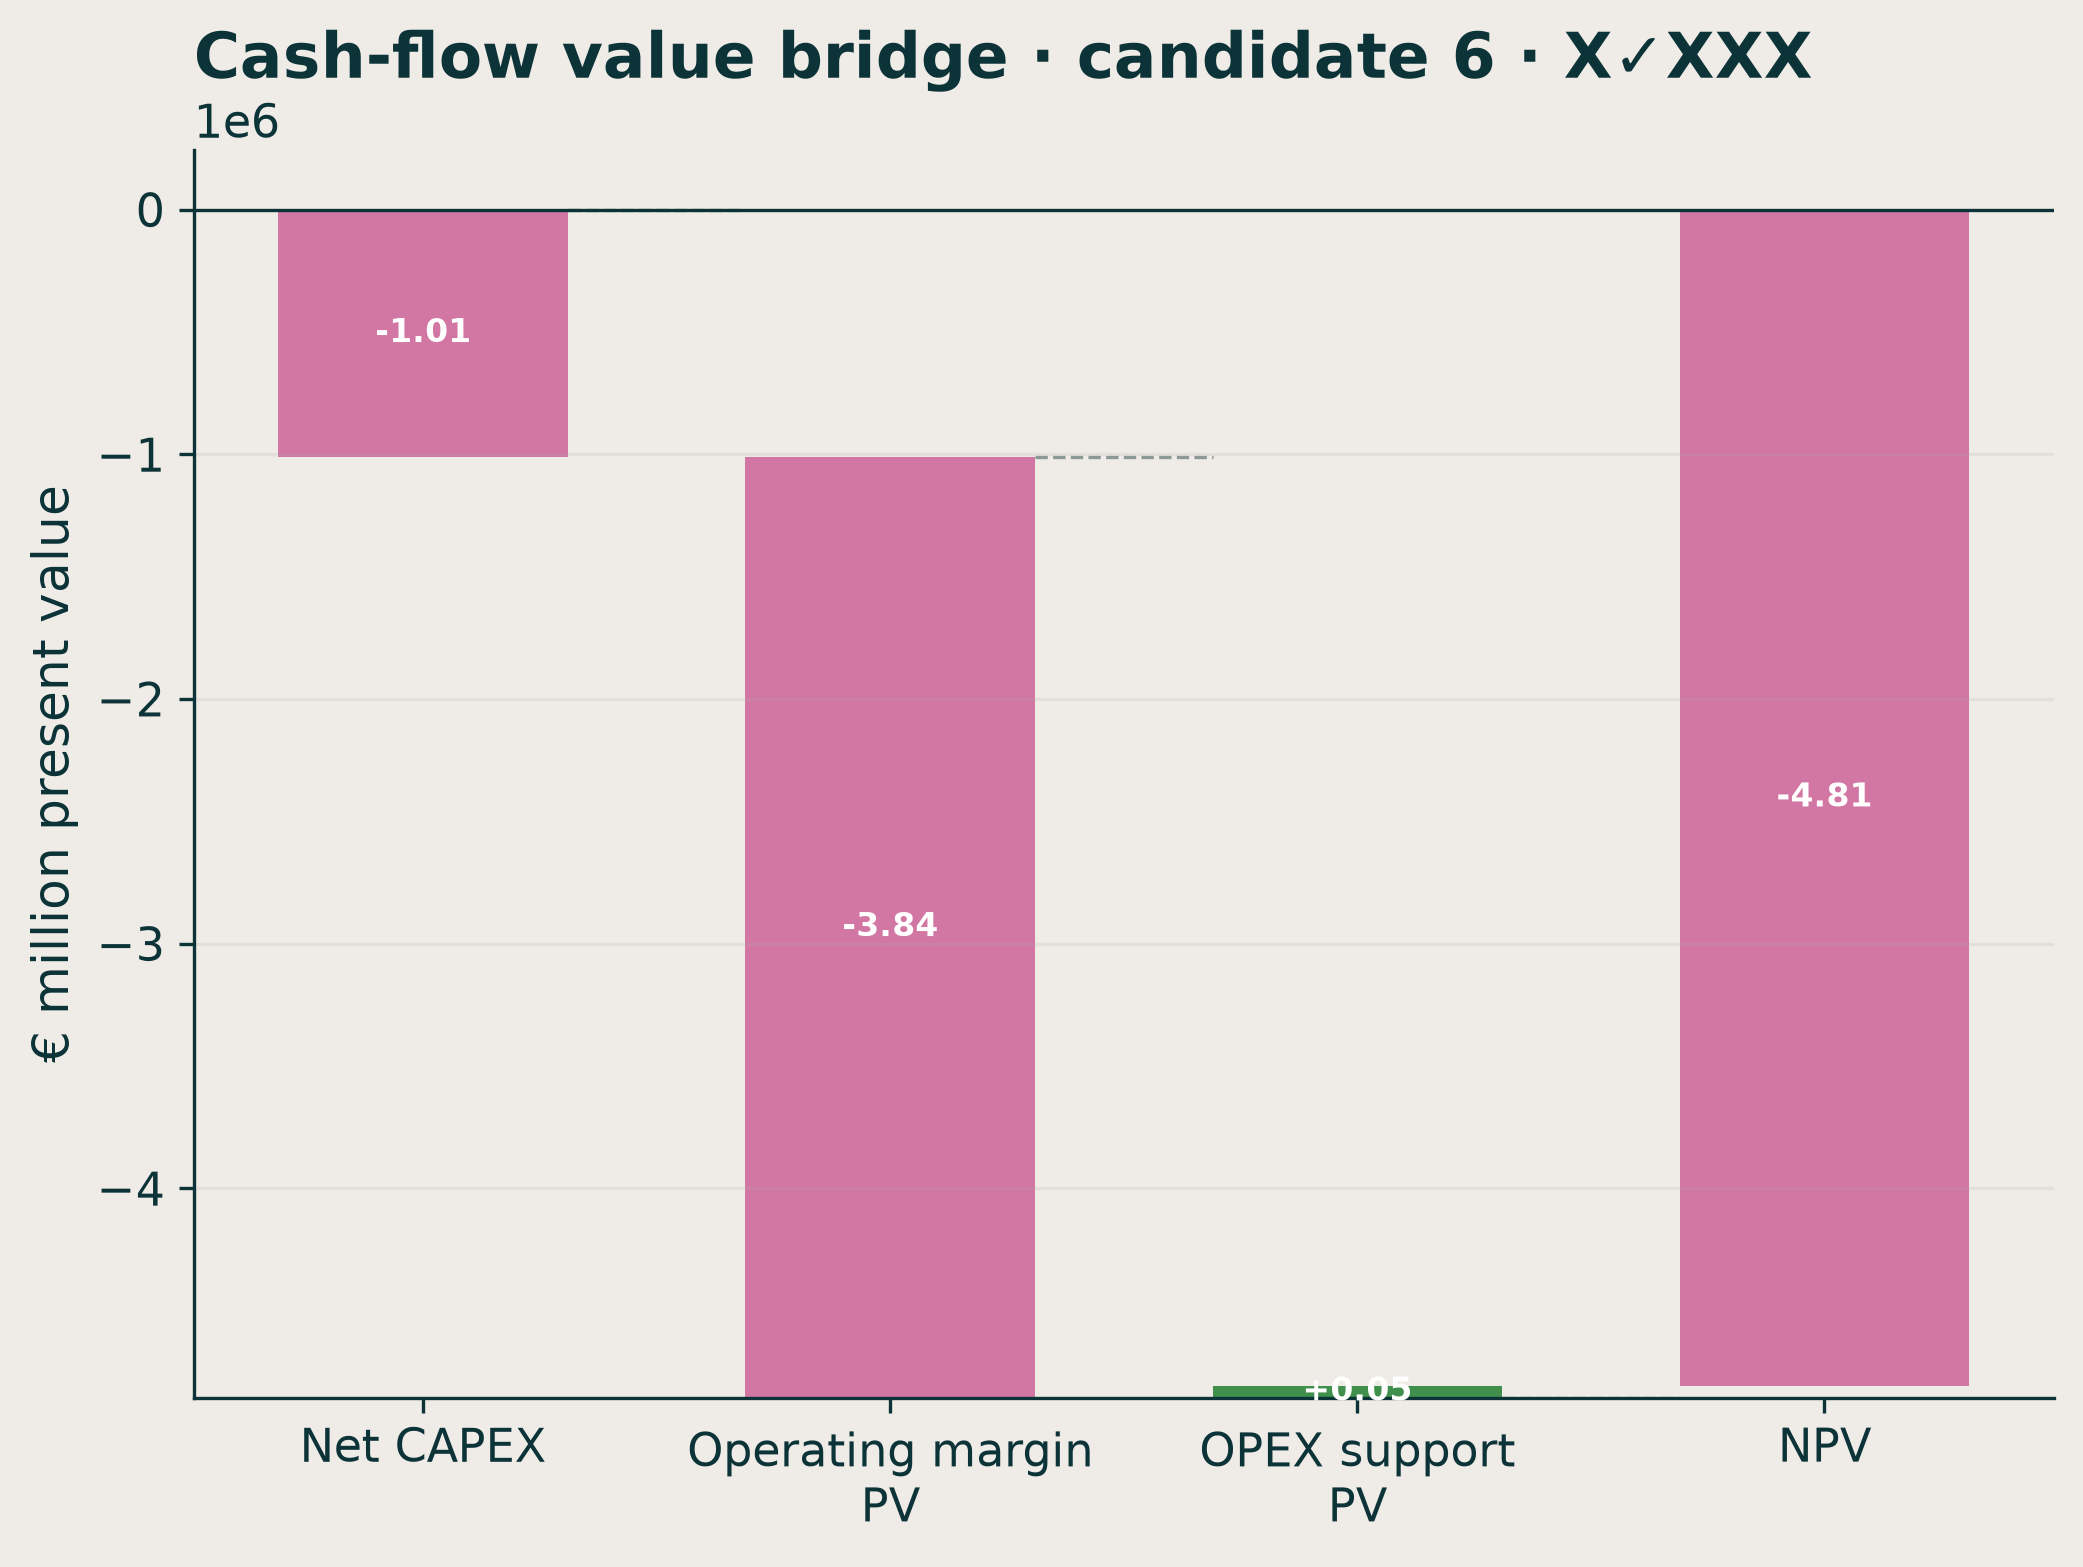 Cash-flow value bridge · candidate 6 · X✓XXX
1e6
€ million present value
0
−1
−2
−3
−4
-1.01
-3.84
+0.05
-4.81
Net CAPEX
Operating margin
PV
OPEX support
PV
NPV